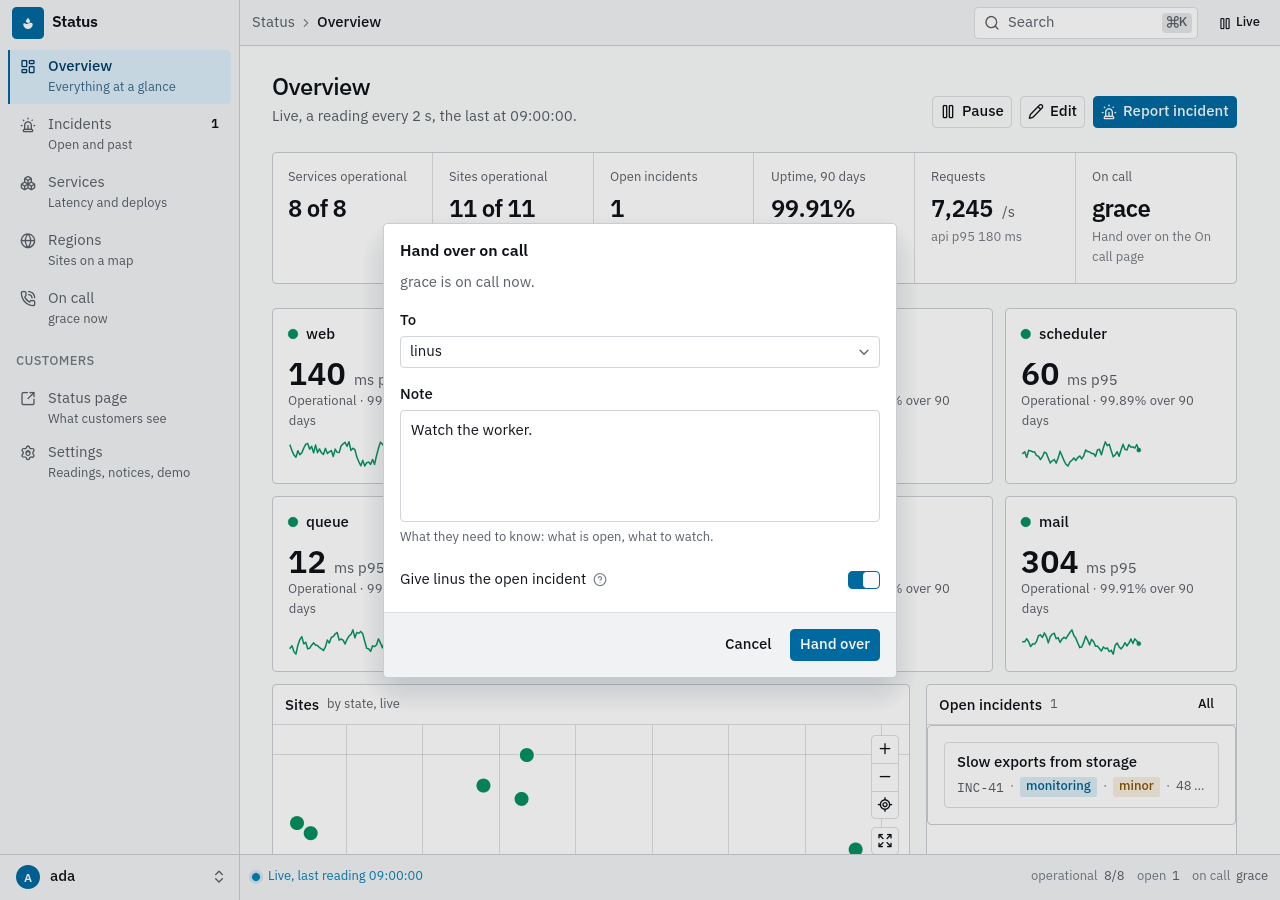 Status
Overview
Everything at a glance
Incidents 1
Open and past
Services
Latency and deploys
Regions
Sites on a map
On call
grace now
CUSTOMERS
Status page
What customers see
Settings
Readings, notices, demo
A ada
Status > Overview
Search ⌘K
Live
Overview
Live, a reading every 2 s, the last at 09:00:00.
Pause
Edit
Report incident
Services operational
8 of 8
Sites operational
11 of 11
Open incidents
1
Uptime, 90 days
99.91%
Requests
7,245 /s
api p95 180 ms
On call
grace
Hand over on the On
call page
web
140 ms p
Operational · 99
days
scheduler
60 ms p95
Operational · 99.89% over 90
days
% over 90
queue
12 ms p95
Operational · 99
days
% over 90
mail
304 ms p95
Operational · 99.91% over 90
days
Hand over on call
grace is on call now.
To
linus
Note
Watch the worker.
What they need to know: what is open, what to watch.
Give linus the open incident
Cancel
Hand over
Sites by state, live
Open incidents 1
All
Slow exports from storage
INC-41 · monitoring · minor · 48 ...
Live, last reading 09:00:00
operational 8/8 open 1 on call grace